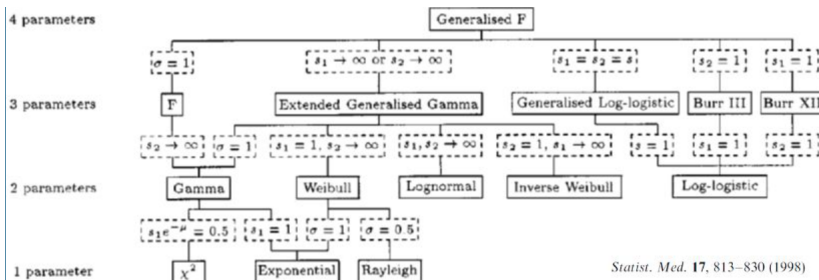 4 parameters Generalised F
σ = 1 s₁ → ∞ or s₂ → ∞ s₁ = s₂ = s s₂ = 1 s₁ = 1
3 parameters F Extended Generalised Gamma Generalised Log-logistic Burr III Burr XII
s₂ → ∞ σ = 1 s₁ = 1, s₂ → ∞ s₁, s₂ → ∞ s₂ = 1, s₁ → ∞ s = 1 s₁ = 1 s₂ = 1
2 parameters Gamma Weibull Lognormal Inverse Weibull Log-logistic
s₁e^{-μ} = 0.5 s₁ = 1 σ = 1 σ = 0.5
1 parameter χ² Exponential Rayleigh Statist. Med. 17, 813–830 (1998)